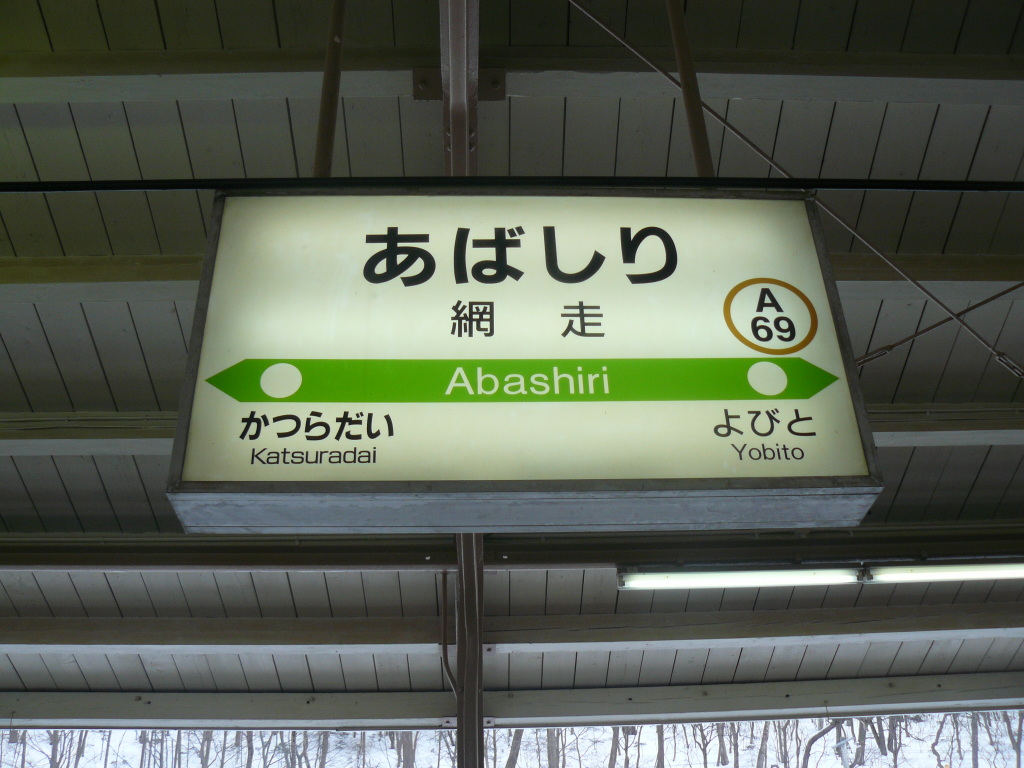 あばしり
網 走
A
69
Abashiri
かつらだい
Katsuradai
よびと
Yobito